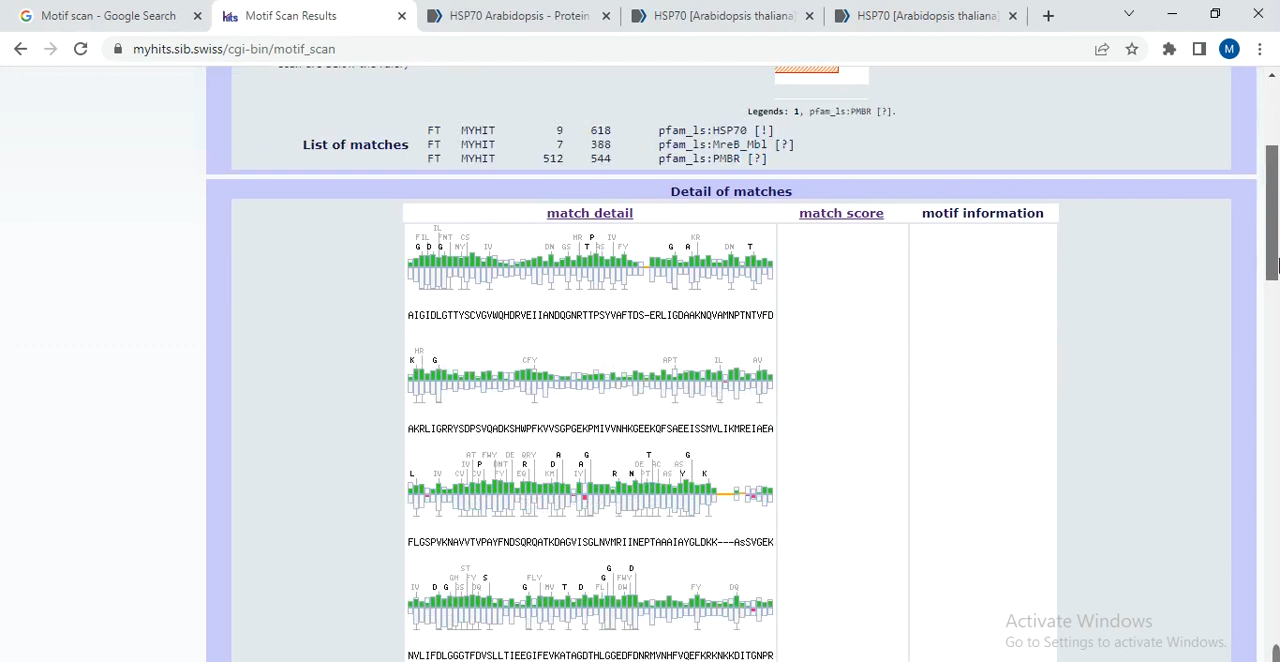 Motif scan - Google Search
hits Motif Scan Results
HSP70 Arabidopsis - Protein
HSP70 [Arabidopsis thaliana]
HSP70 [Arabidopsis thaliana]
myhits.sib.swiss/cgi-bin/motif_scan
M
Legends: 1, pfam_ls:PMBR [?].
List of matches
FT MYHIT 9 618 pfam_ls:HSP70 [!]
FT MYHIT 7 388 pfam_ls:MreB_Mbl [?]
FT MYHIT 512 544 pfam_ls:PMBR [?]
Detail of matches
match detail match score motif information
AIGIDLGTTYSCVGVWQHDRVEIIANDQGNRTTPSYVAFTDS-ERLIGDAAKNQVAMNPTNTVFD
AKRLIGRRYSDPSVQADKSHWPFKVVSGPGEKPMIVVNHKGEEKQFSAEEISSMVLIKMREIAEA
FLGSPVKNAVVTVPAYFNDSQRQATKDAGVISGLNVMRIINEPTAAAIAYGLDKK---AsSVGEK
NVLIFDLGGGTFDVSLLTIEEGIFEVKATAGDTHLGGEDFDNRMVNHFVQEFKRKNKKDITGNPR
Activate Windows
Go to Settings to activate Windows.